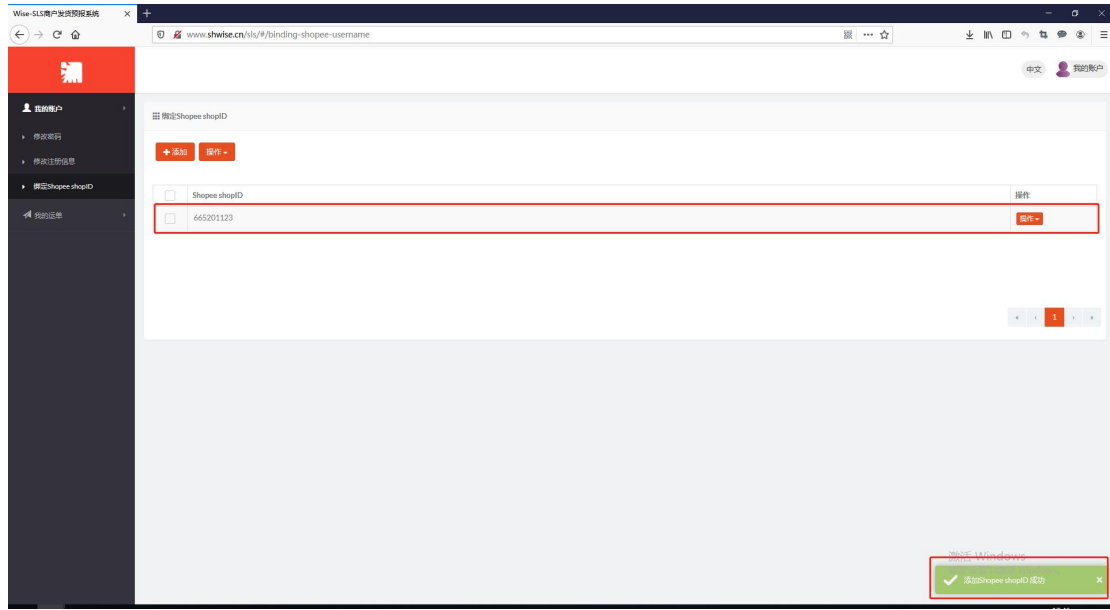 Wise-SLS商户发货预报系统
www.shwise.cn/sls/#/binding-shopee-username
中文 我的账户
我的账户
绑定Shopee shopID
修改密码
添加 操作
修改注册信息
绑定Shopee shopID
Shopee shopID 操作
我的运单
665201123 操作
1
激活 Windows
添加Shopee shopID 成功